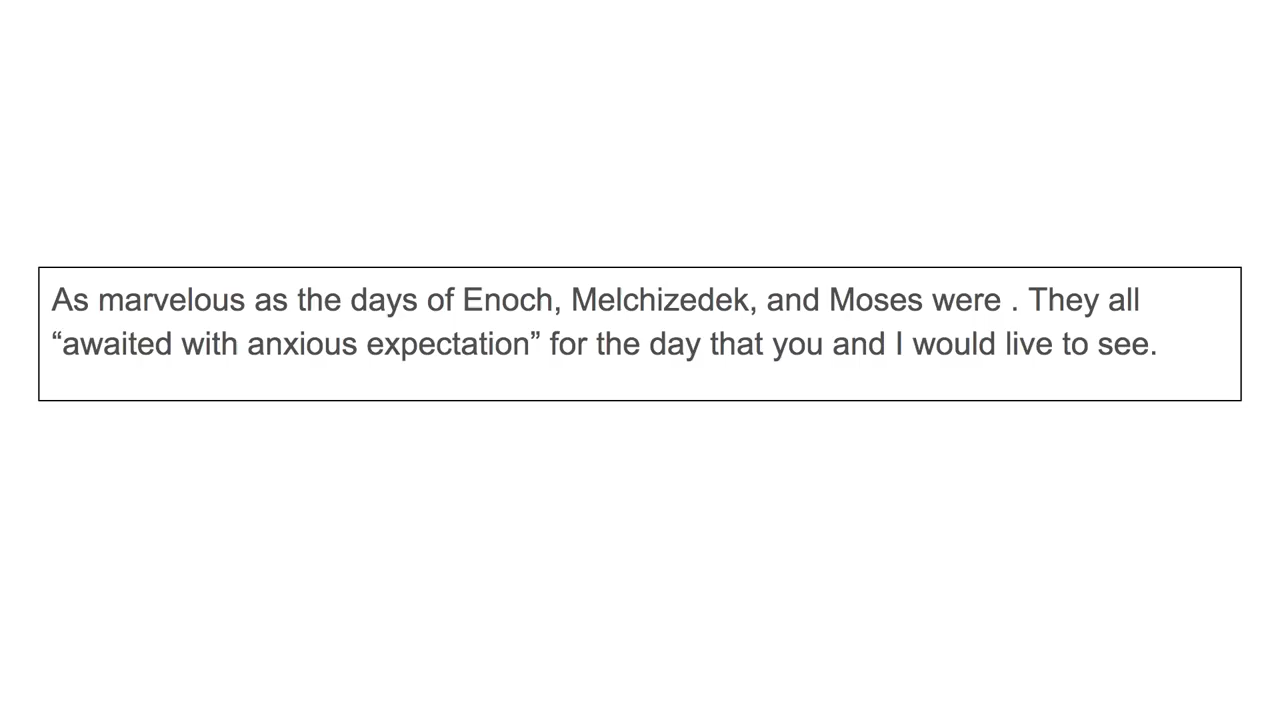 As marvelous as the days of Enoch, Melchizedek, and Moses were . They all
“awaited with anxious expectation” for the day that you and I would live to see.